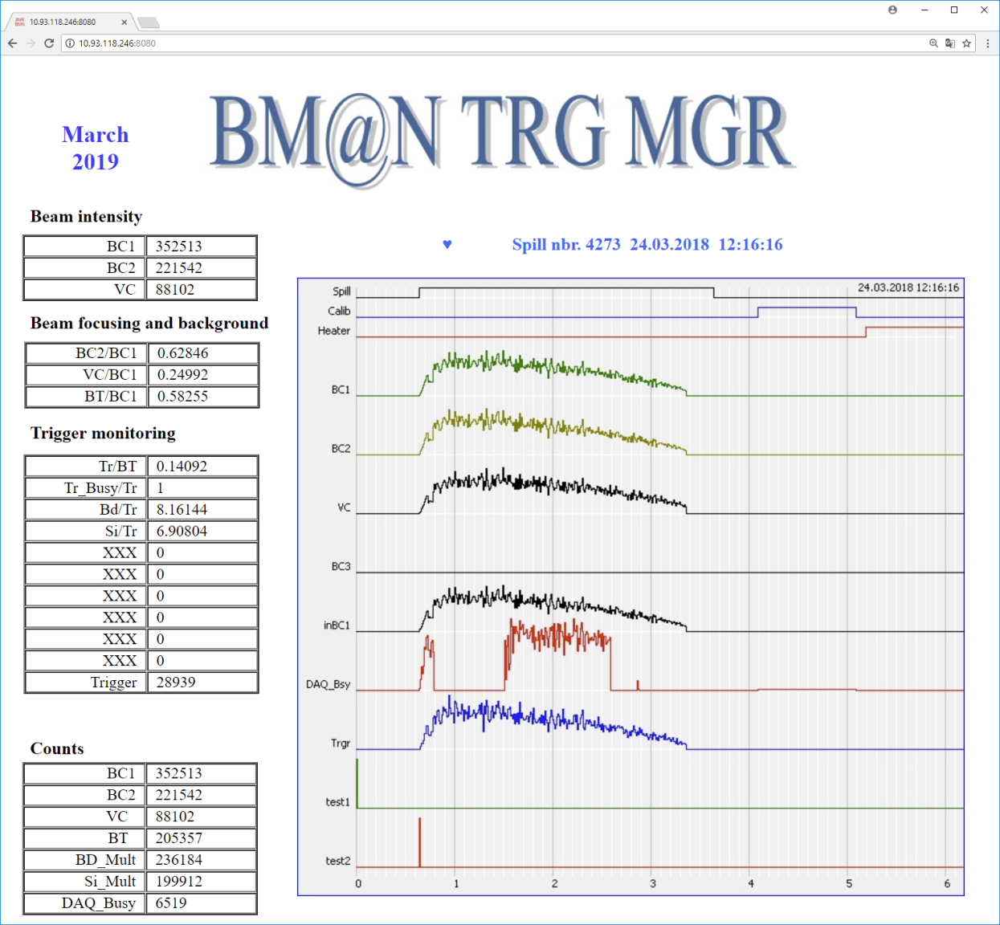 10.93.118.246:8080
10.93.118.246:8080
BM@N TRG MGR
March
2019
Beam intensity
BC1 352513
BC2 221542
VC 88102
Beam focusing and background
BC2/BC1 0.62846
VC/BC1 0.24992
BT/BC1 0.58255
Trigger monitoring
Tr/BT 0.14092
Tr_Busy/Tr 1
Bd/Tr 8.16144
Si/Tr 6.90804
XXX 0
XXX 0
XXX 0
XXX 0
XXX 0
XXX 0
Trigger 28939
Counts
BC1 352513
BC2 221542
VC 88102
BT 205357
BD_Mult 236184
Si_Mult 199912
DAQ_Busy 6519
♥ Spill nbr. 4273 24.03.2018 12:16:16
Spill 24.03.2018 12:16:16
Calib
Heater
BC1
BC2
VC
BC3
inBC1
DAQ_Bsy
Trgr
test1
test2
0 1 2 3 4 5 6